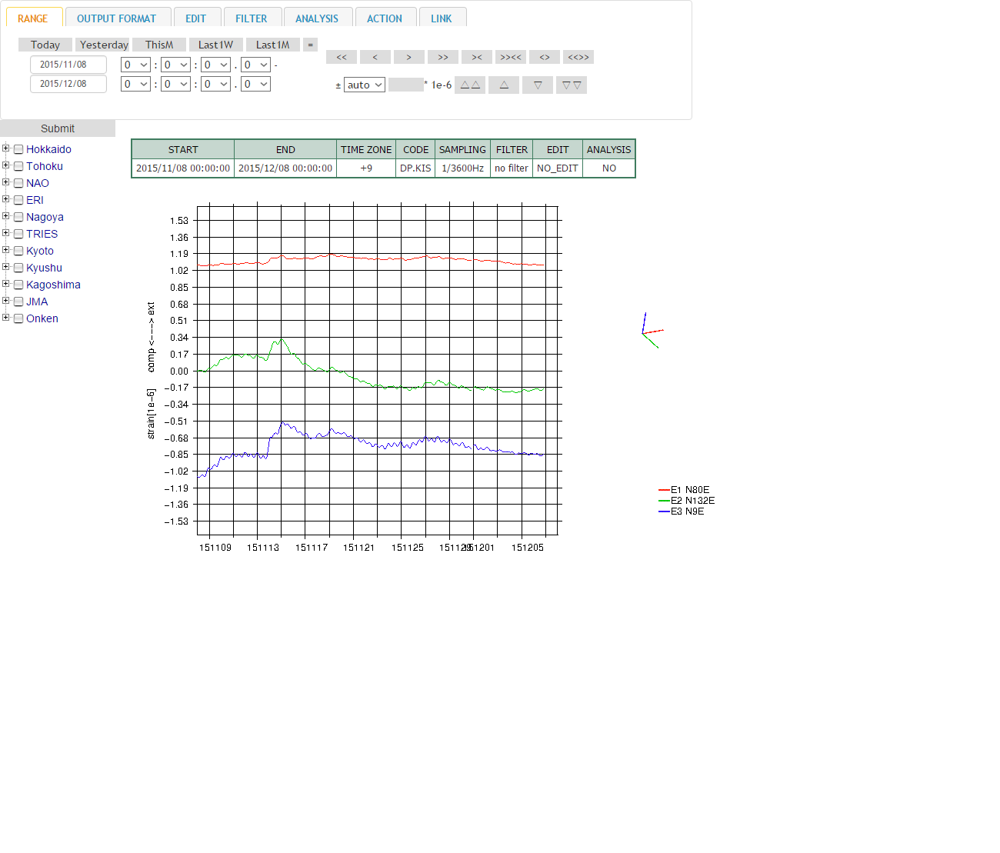 RANGE OUTPUT FORMAT EDIT FILTER ANALYSIS ACTION LINK
Today Yesterday ThisM Last1W Last1M =
<< < > >> >< >><< <> <<>>
2015/11/08 0 : 0 : 0 . 0 -
2015/12/08 0 : 0 : 0 . 0
± auto * 1e-6 △△ △ ▽ ▽▽
Submit
Hokkaido
Tohoku
NAO
ERI
Nagoya
TRIES
Kyoto
Kyushu
Kagoshima
JMA
Onken
START END TIME ZONE CODE SAMPLING FILTER EDIT ANALYSIS
2015/11/08 00:00:00 2015/12/08 00:00:00 +9 DP.KIS 1/3600Hz no filter NO_EDIT NO
1.53
1.36
1.19
1.02
0.85
0.68
0.51
0.34
0.17
0.00
-0.17
-0.34
-0.51
-0.68
-0.85
-1.02
-1.19
-1.36
-1.53
strain[1e-6] comp <---> ext
151109 151113 151117 151121 151125 151129 151201 151205
E1 N80E
E2 N132E
E3 N9E